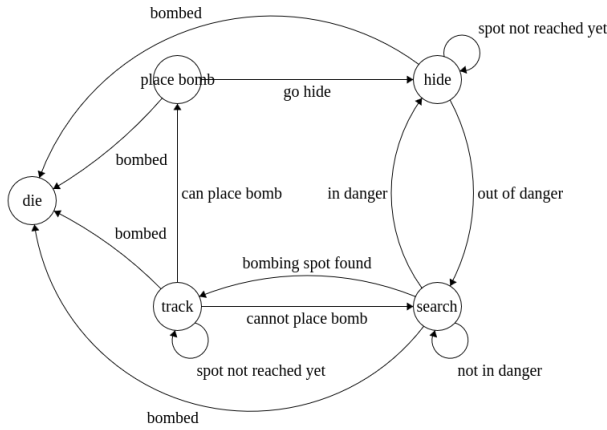 bombed
spot not reached yet
place bomb
hide
go hide
bombed
die
can place bomb
in danger
out of danger
bombed
bombing spot found
track
search
cannot place bomb
spot not reached yet
not in danger
bombed